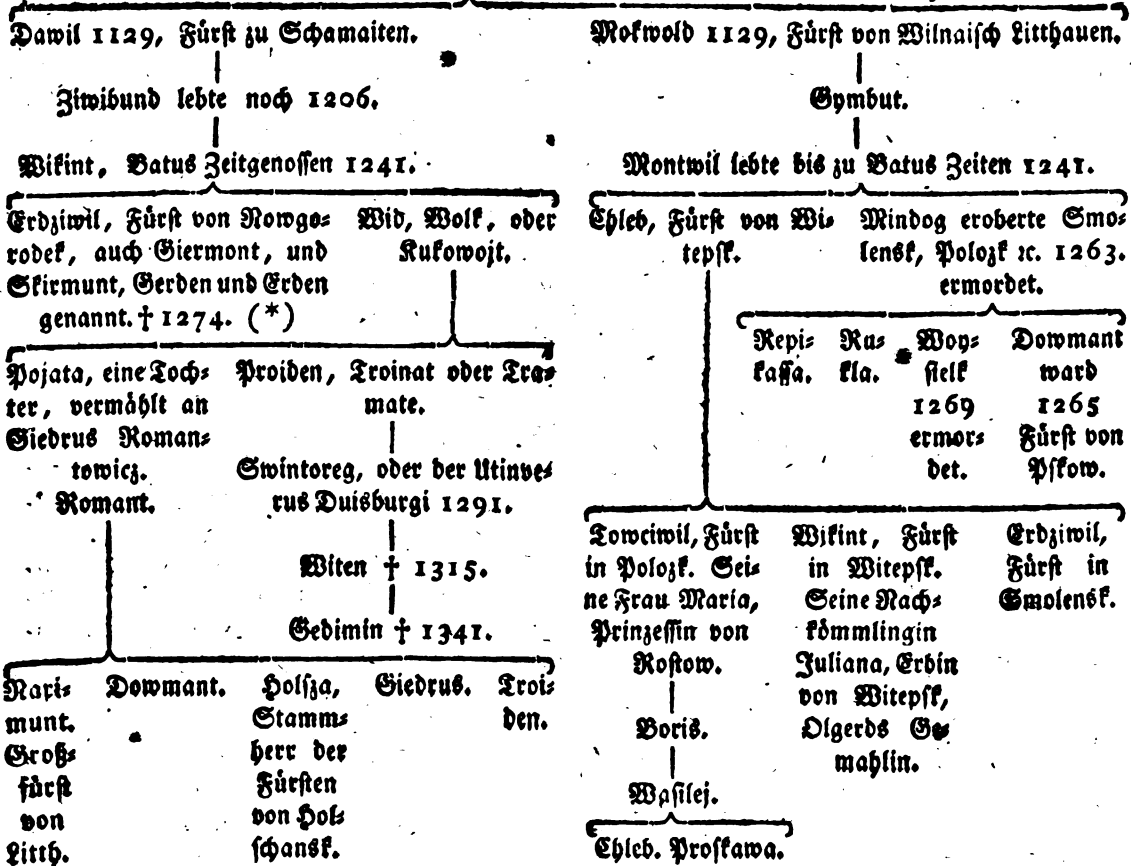 Dawil 1129, Fürst zu Schamaiten.
Ziwibund lebte noch 1206.
Wikint, Batus Zeitgenossen 1241.
Erdziwil, Fürst von Nowgo-
rodek, auch Giermont, und
Skirmunt, Gerden und Erden
genannt. † 1274. (*)
Wid, Wolk, oder
Kukowojt.
Pojata, eine Toch-
ter, vermählt an
Giedrus Roman-
towicz.
Romant.
Proiden, Troinat oder Tra-
mate.
Swintoreg, oder der Utinve-
rus Duisburgi 1291.
Witen † 1315.
Gedimin † 1341.
Nari-
munt.
Groß-
fürst
von
Litth.
Dowmant.
Holsza,
Stamm-
herr der
Fürsten
von Hol-
schansk.
Giedrus.
Troi-
den.
Mokwold 1129, Fürst von Wilnaisch Litthauen.
Gymbut.
Montwil lebte bis zu Batus Zeiten 1241.
Chleb, Fürst von Wi-
tepsk.
Mindog eroberte Smo-
lensk, Polozk ꝛc. 1263.
ermordet.
Repi-
kassa.
Ru-
kla.
Woy-
sielk
1269
ermor-
det.
Dowmant
ward
1265
Fürst von
Pskow.
Towciwil, Fürst
in Polozk. Sei-
ne Frau Maria,
Prinzessin von
Rostow.
Boris.
Wasilej.
Chleb. Proskawa.
Wikint, Fürst
in Witepsk.
Seine Nach-
kömmlingin
Juliana, Erbin
von Witepsk,
Olgerds Ge-
mahlin.
Erdziwil,
Fürst in
Smolensk.